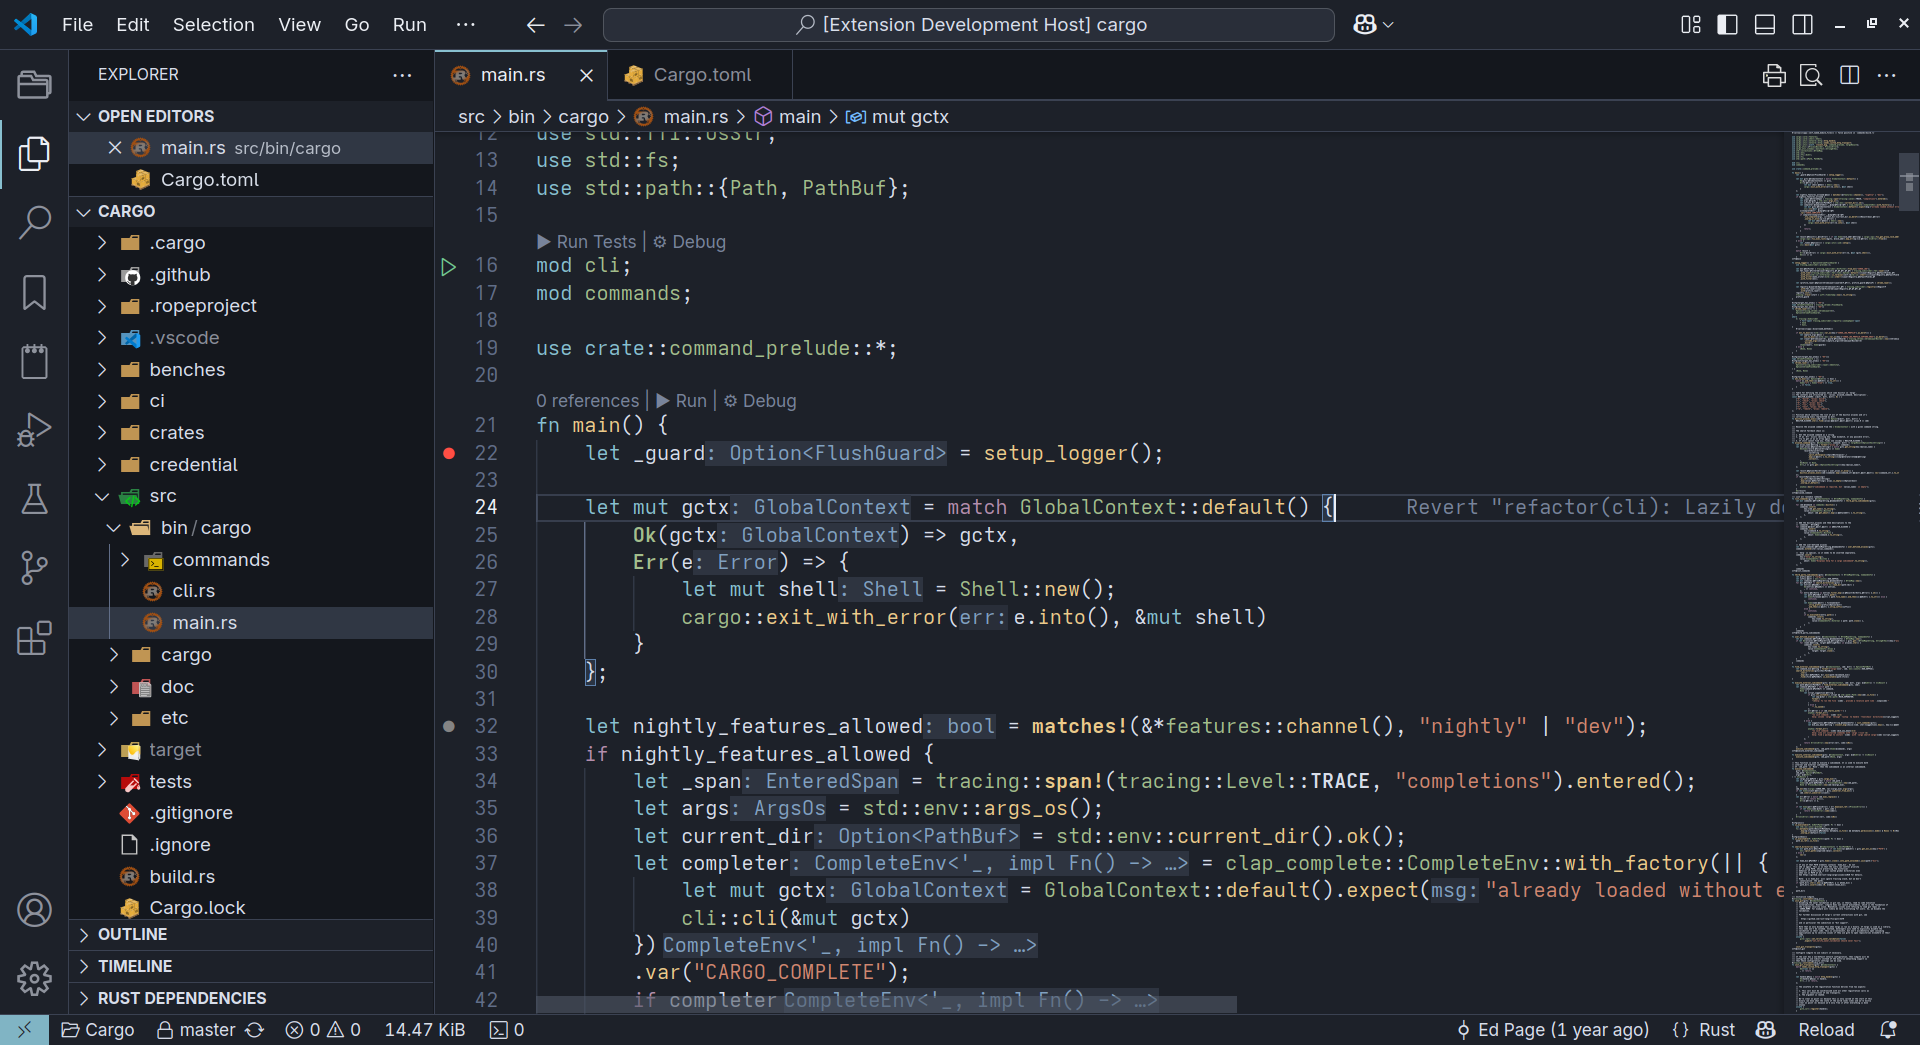 File Edit Selection View Go Run ···
[Extension Development Host] cargo
EXPLORER
OPEN EDITORS
main.rs src/bin/cargo
Cargo.toml
CARGO
.cargo
.github
.ropeproject
.vscode
benches
ci
crates
credential
src
bin / cargo
commands
cli.rs
main.rs
cargo
doc
etc
target
tests
.gitignore
.ignore
build.rs
Cargo.lock
OUTLINE
TIMELINE
RUST DEPENDENCIES
main.rs
Cargo.toml
src > bin > cargo > main.rs > main > mut gctx
12 use std::ffi::OsStr;
13 use std::fs;
14 use std::path::{Path, PathBuf};
15
▶ Run Tests | ⚙ Debug
16 mod cli;
17 mod commands;
18
19 use crate::command_prelude::*;
20
0 references | ▶ Run | ⚙ Debug
21 fn main() {
22 let _guard: Option<FlushGuard> = setup_logger();
23
24 let mut gctx: GlobalContext = match GlobalContext::default() { Revert "refactor(cli): Lazily
25 Ok(gctx: GlobalContext) => gctx,
26 Err(e: Error) => {
27 let mut shell: Shell = Shell::new();
28 cargo::exit_with_error(err: e.into(), &mut shell)
29 }
30 };
31
32 let nightly_features_allowed: bool = matches!(&*features::channel(), "nightly" | "dev");
33 if nightly_features_allowed {
34 let _span: EnteredSpan = tracing::span!(tracing::Level::TRACE, "completions").entered();
35 let args: ArgsOs = std::env::args_os();
36 let current_dir: Option<PathBuf> = std::env::current_dir().ok();
37 let completer: CompleteEnv<'_, impl Fn() -> …> = clap_complete::CompleteEnv::with_factory(|| {
38 let mut gctx: GlobalContext = GlobalContext::default().expect(msg: "already loaded without e
39 cli::cli(&mut gctx)
40 }) CompleteEnv<'_, impl Fn() -> …>
41 .var("CARGO_COMPLETE");
42 if completer CompleteEnv<'_, impl Fn() -> …>
Cargo master 0 0 14.47 KiB 0
Ed Page (1 year ago) {} Rust Reload